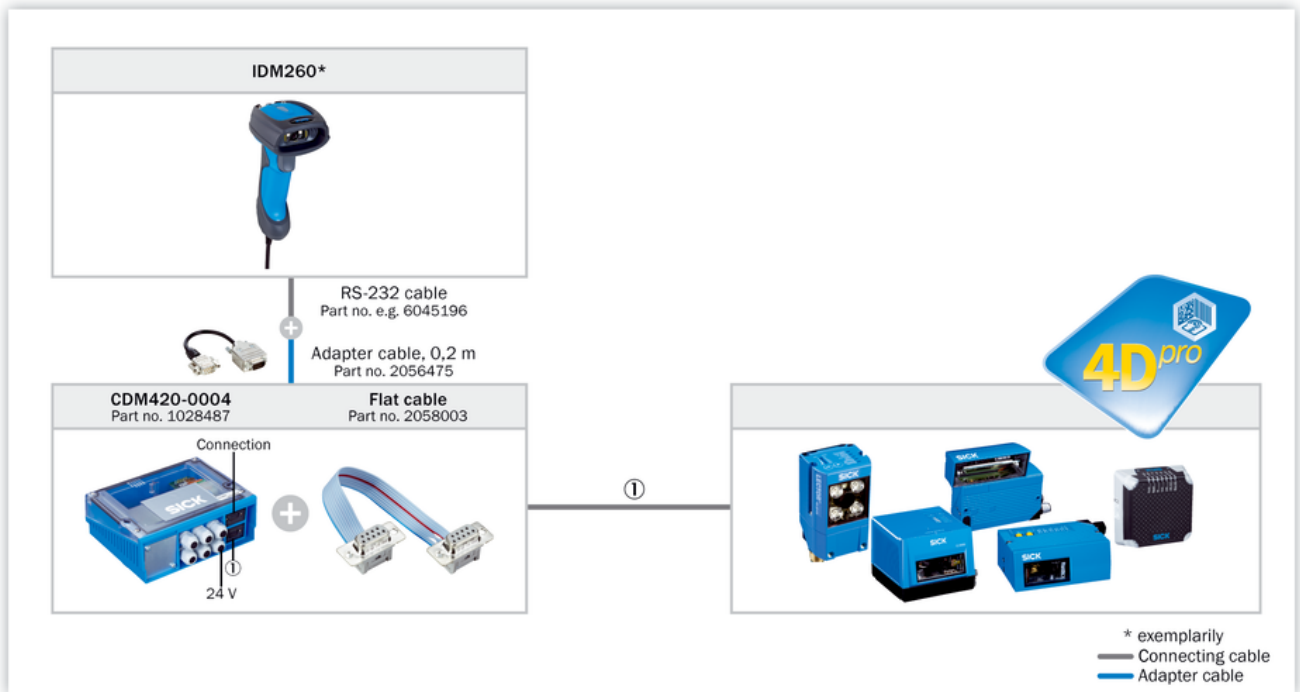 IDM260*
RS-232 cable
Part no. e.g. 6045196
Adapter cable, 0,2 m
Part no. 2056475
CDM420-0004
Part no. 1028487
Flat cable
Part no. 2058003
Connection
SICK
①
24 V
①
4Dpro
SICK
SICK
SICK
SICK
SICK
* exemplarily
Connecting cable
Adapter cable